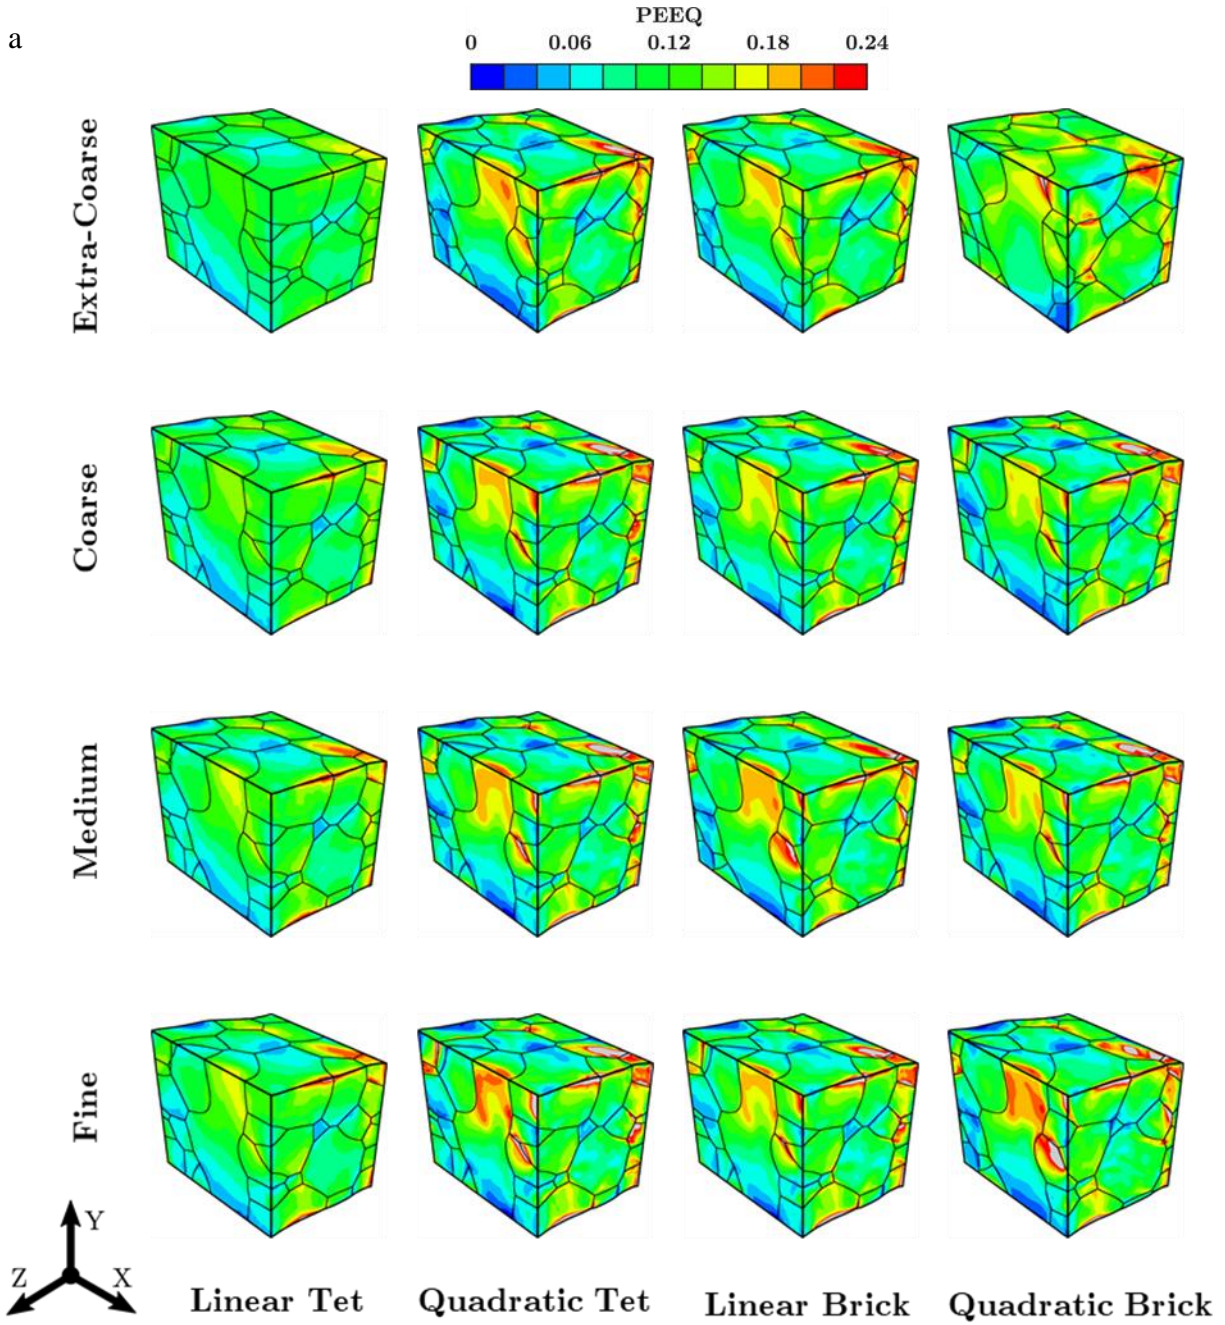 PEEQ
a
0 0.06 0.12 0.18 0.24
Extra-Coarse
Coarse
Medium
Fine
Y
Z X
Linear Tet Quadratic Tet Linear Brick Quadratic Brick